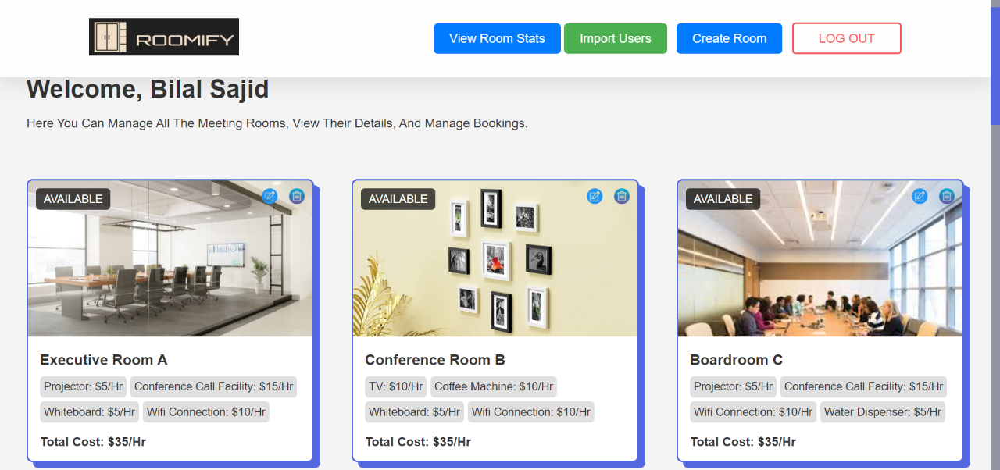 ROOMIFY
View Room Stats
Import Users
Create Room
LOG OUT
Welcome, Bilal Sajid
Here You Can Manage All The Meeting Rooms, View Their Details, And Manage Bookings.
AVAILABLE
Executive Room A
Projector: $5/Hr
Conference Call Facility: $15/Hr
Whiteboard: $5/Hr
Wifi Connection: $10/Hr
Total Cost: $35/Hr
AVAILABLE
Conference Room B
TV: $10/Hr
Coffee Machine: $10/Hr
Whiteboard: $5/Hr
Wifi Connection: $10/Hr
Total Cost: $35/Hr
AVAILABLE
Boardroom C
Projector: $5/Hr
Conference Call Facility: $15/Hr
Wifi Connection: $10/Hr
Water Dispenser: $5/Hr
Total Cost: $35/Hr